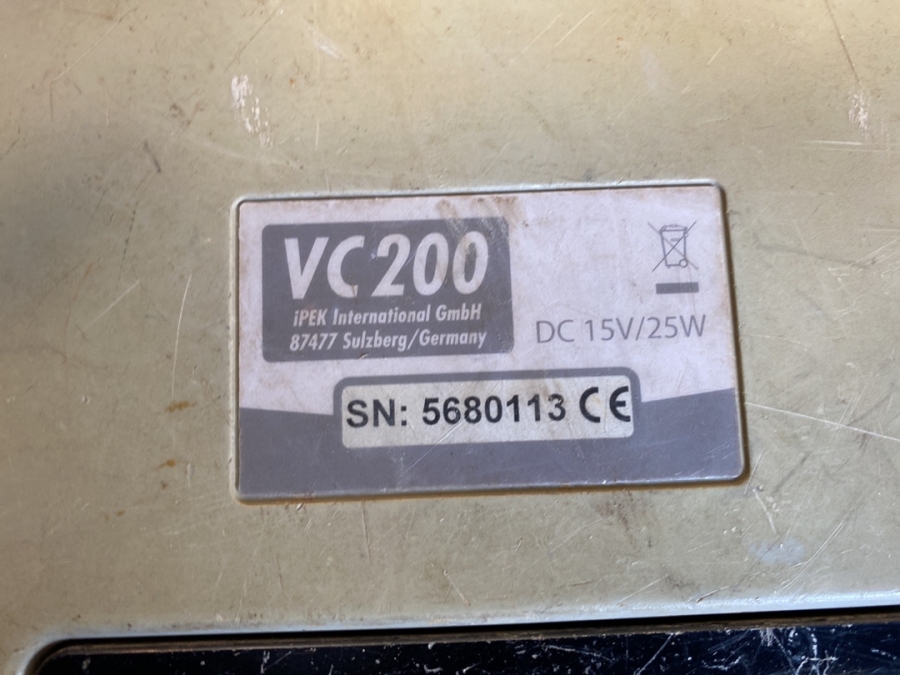 VC200
iPEK International GmbH
87477 Sulzberg/Germany
DC 15V/25W
SN: 5680113 CE